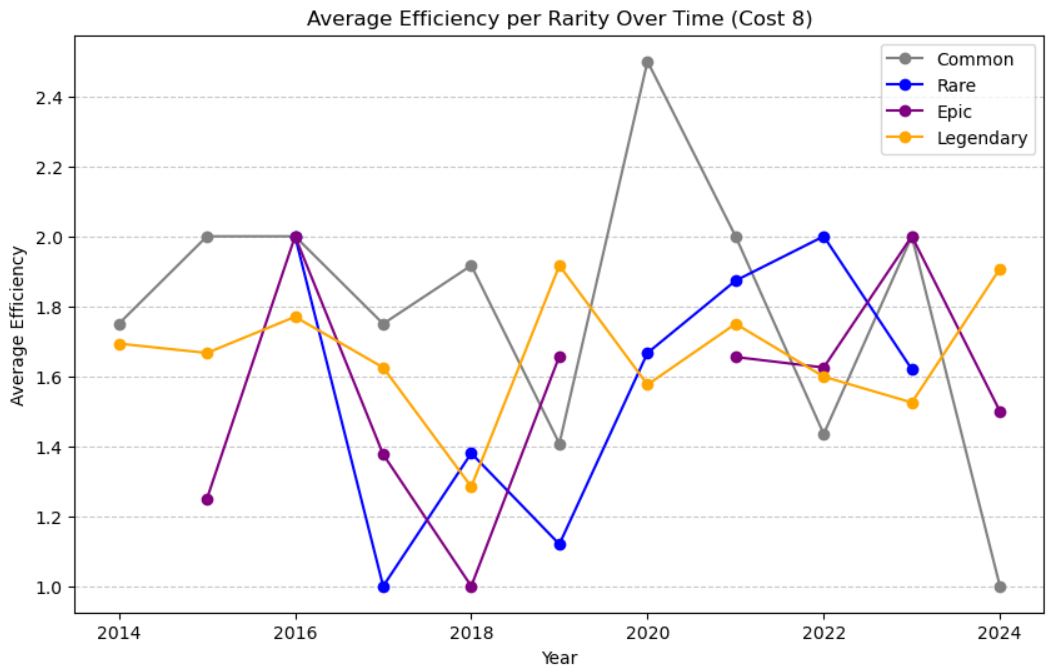 Average Efficiency per Rarity Over Time (Cost 8)
Common
Rare
Epic
Legendary
Average Efficiency
2.4
2.2
2.0
1.8
1.6
1.4
1.2
1.0
2014
2016
2018
2020
2022
2024
Year